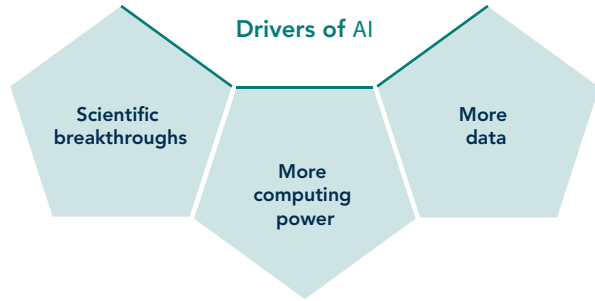 Drivers of AI
Scientific
breakthroughs
More
computing
power
More
data